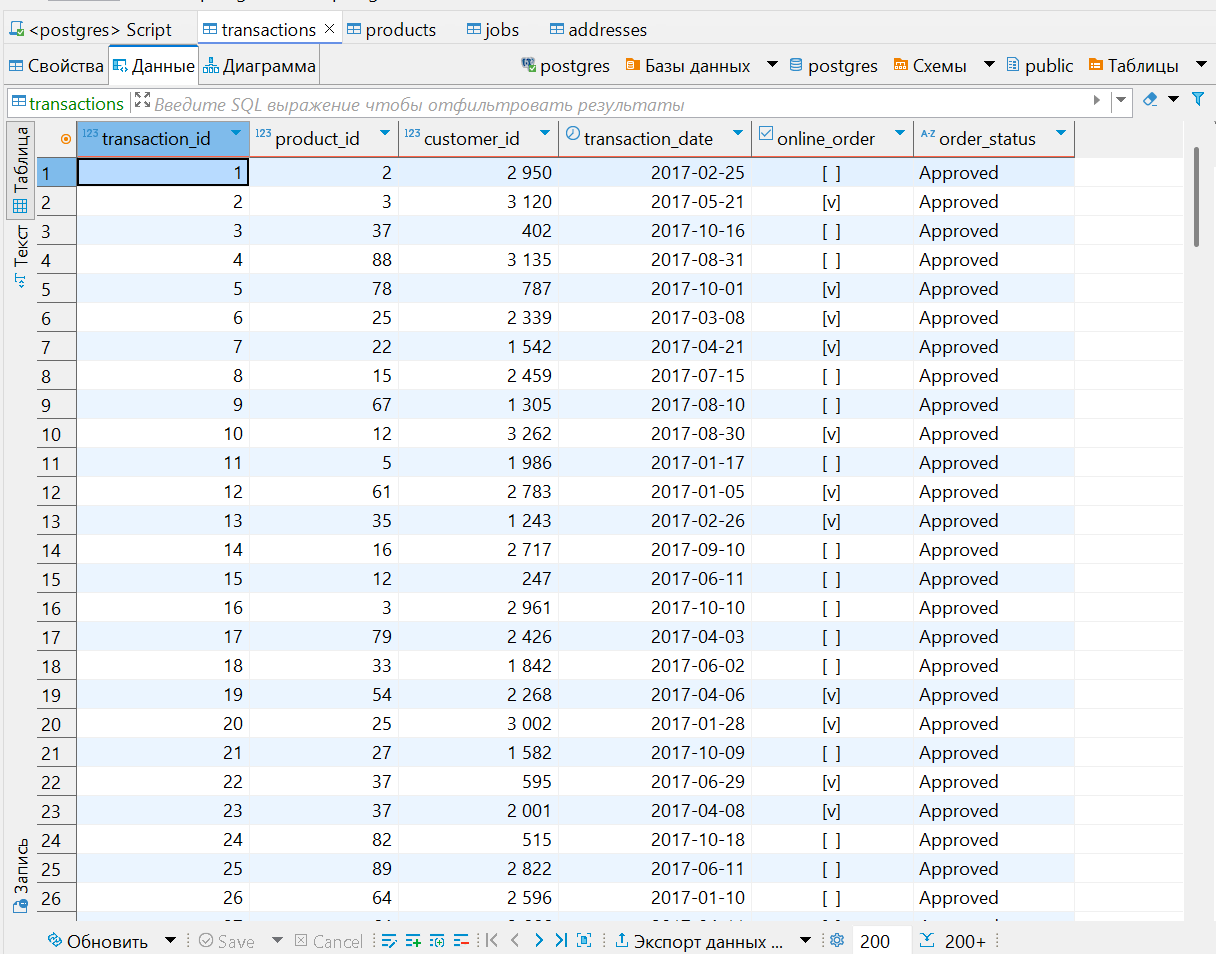 <postgres> Script transactions products jobs addresses
Свойства Данные Диаграмма postgres Базы данных postgres Схемы public Таблицы
transactions Введите SQL выражение чтобы отфильтровать результаты
Таблица
Текст
Запись
123 transaction_id 123 product_id 123 customer_id transaction_date online_order A-Z order_status
1 1 2 2 950 2017-02-25 [ ] Approved
2 2 3 3 120 2017-05-21 [v] Approved
3 3 37 402 2017-10-16 [ ] Approved
4 4 88 3 135 2017-08-31 [ ] Approved
5 5 78 787 2017-10-01 [v] Approved
6 6 25 2 339 2017-03-08 [v] Approved
7 7 22 1 542 2017-04-21 [v] Approved
8 8 15 2 459 2017-07-15 [ ] Approved
9 9 67 1 305 2017-08-10 [ ] Approved
10 10 12 3 262 2017-08-30 [v] Approved
11 11 5 1 986 2017-01-17 [ ] Approved
12 12 61 2 783 2017-01-05 [v] Approved
13 13 35 1 243 2017-02-26 [v] Approved
14 14 16 2 717 2017-09-10 [ ] Approved
15 15 12 247 2017-06-11 [ ] Approved
16 16 3 2 961 2017-10-10 [ ] Approved
17 17 79 2 426 2017-04-03 [ ] Approved
18 18 33 1 842 2017-06-02 [ ] Approved
19 19 54 2 268 2017-04-06 [v] Approved
20 20 25 3 002 2017-01-28 [v] Approved
21 21 27 1 582 2017-10-09 [ ] Approved
22 22 37 595 2017-06-29 [v] Approved
23 23 37 2 001 2017-04-08 [v] Approved
24 24 82 515 2017-10-18 [ ] Approved
25 25 89 2 822 2017-06-11 [ ] Approved
26 26 64 2 596 2017-01-10 [ ] Approved
Обновить Save Cancel Экспорт данных ... 200 200+